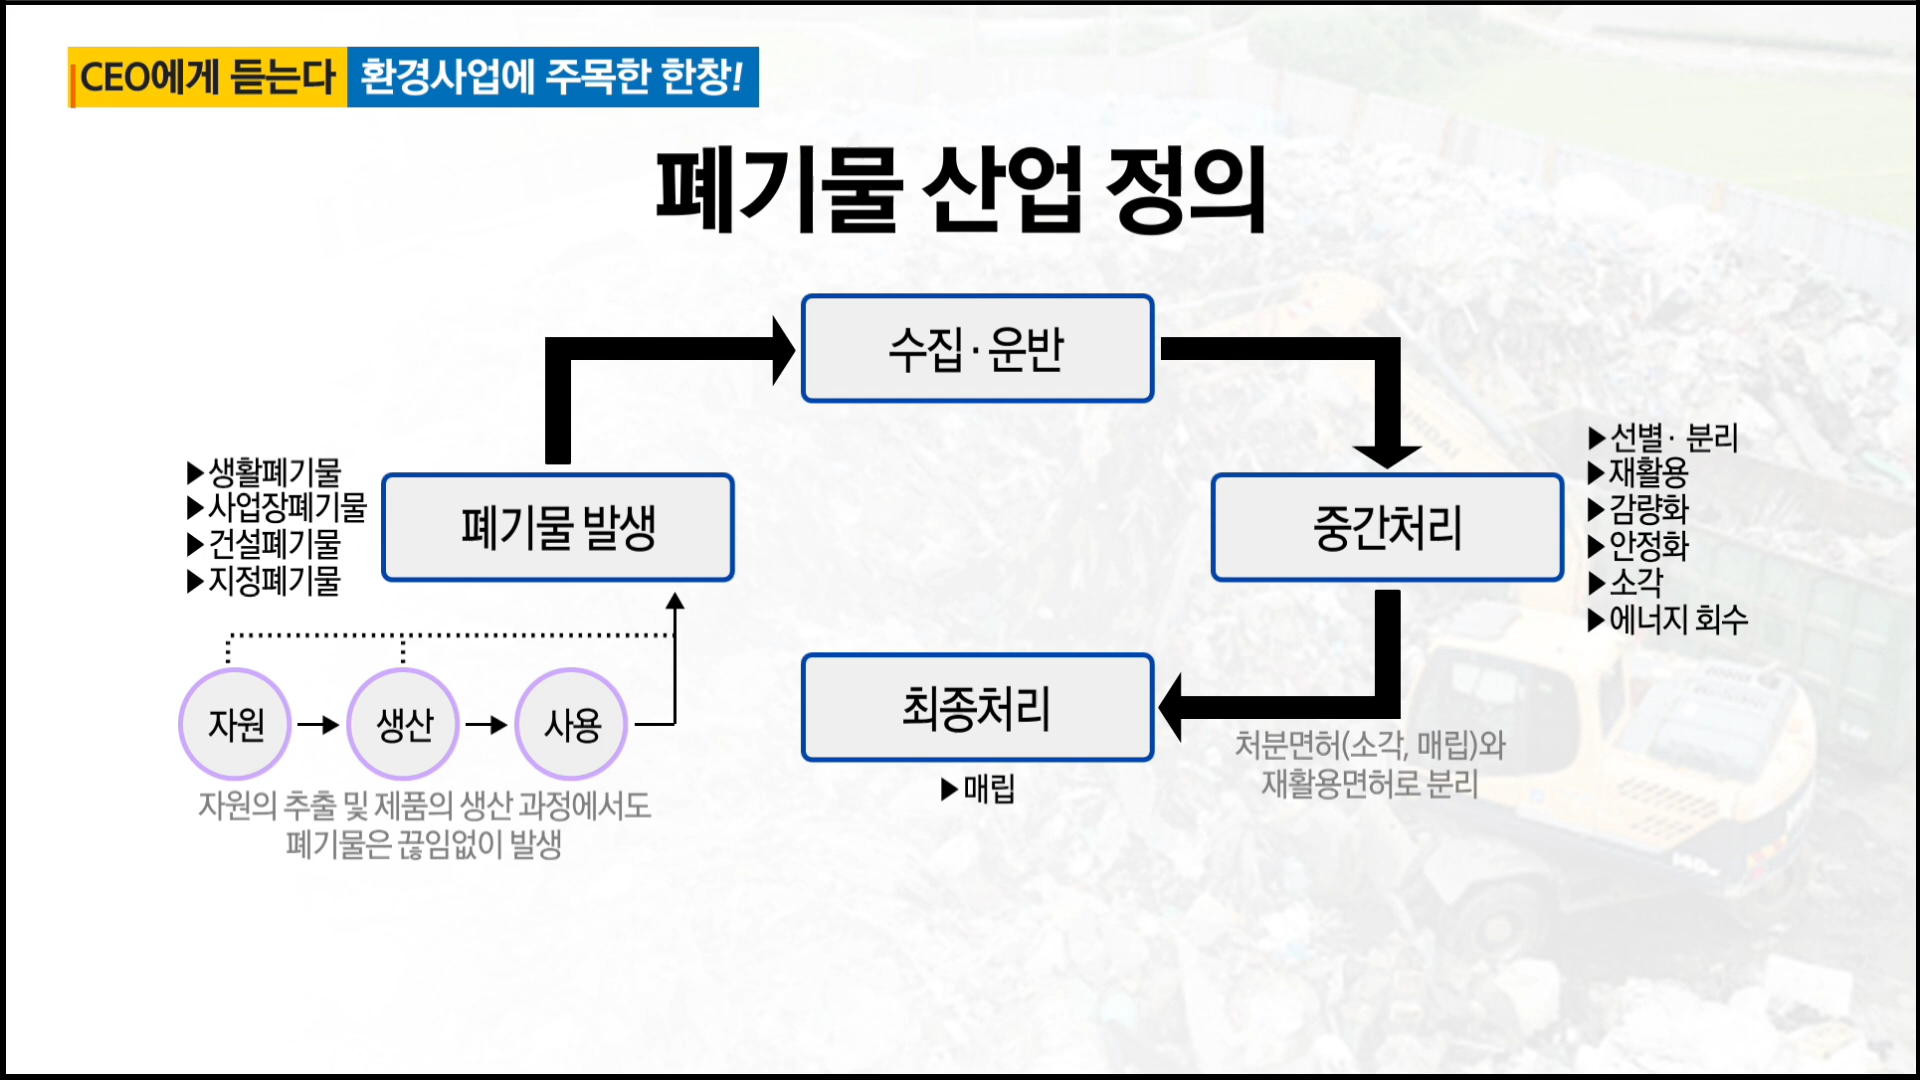 CEO에게 듣는다 환경사업에 주목한 한창!
폐기물 산업 정의
수집·운반
▶생활폐기물
▶사업장폐기물
▶건설폐기물
▶지정폐기물
폐기물 발생
중간처리
▶선별· 분리
▶재활용
▶감량화
▶안정화
▶소각
▶에너지 회수
자원
생산
사용
자원의 추출 및 제품의 생산 과정에서도
폐기물은 끊임없이 발생
최종처리
▶매립
처분면허(소각, 매립)와
재활용면허로 분리